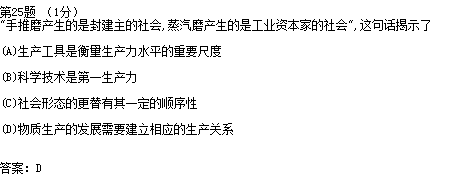 第25题 （1分）
"手推磨产生的是封建主的社会,蒸汽磨产生的是工业资本家的社会",这句话揭示了
(A)生产工具是衡量生产力水平的重要尺度
(B)科学技术是第一生产力
(C)社会形态的更替有其一定的顺序性
(D)物质生产的发展需要建立相应的生产关系
答案：D